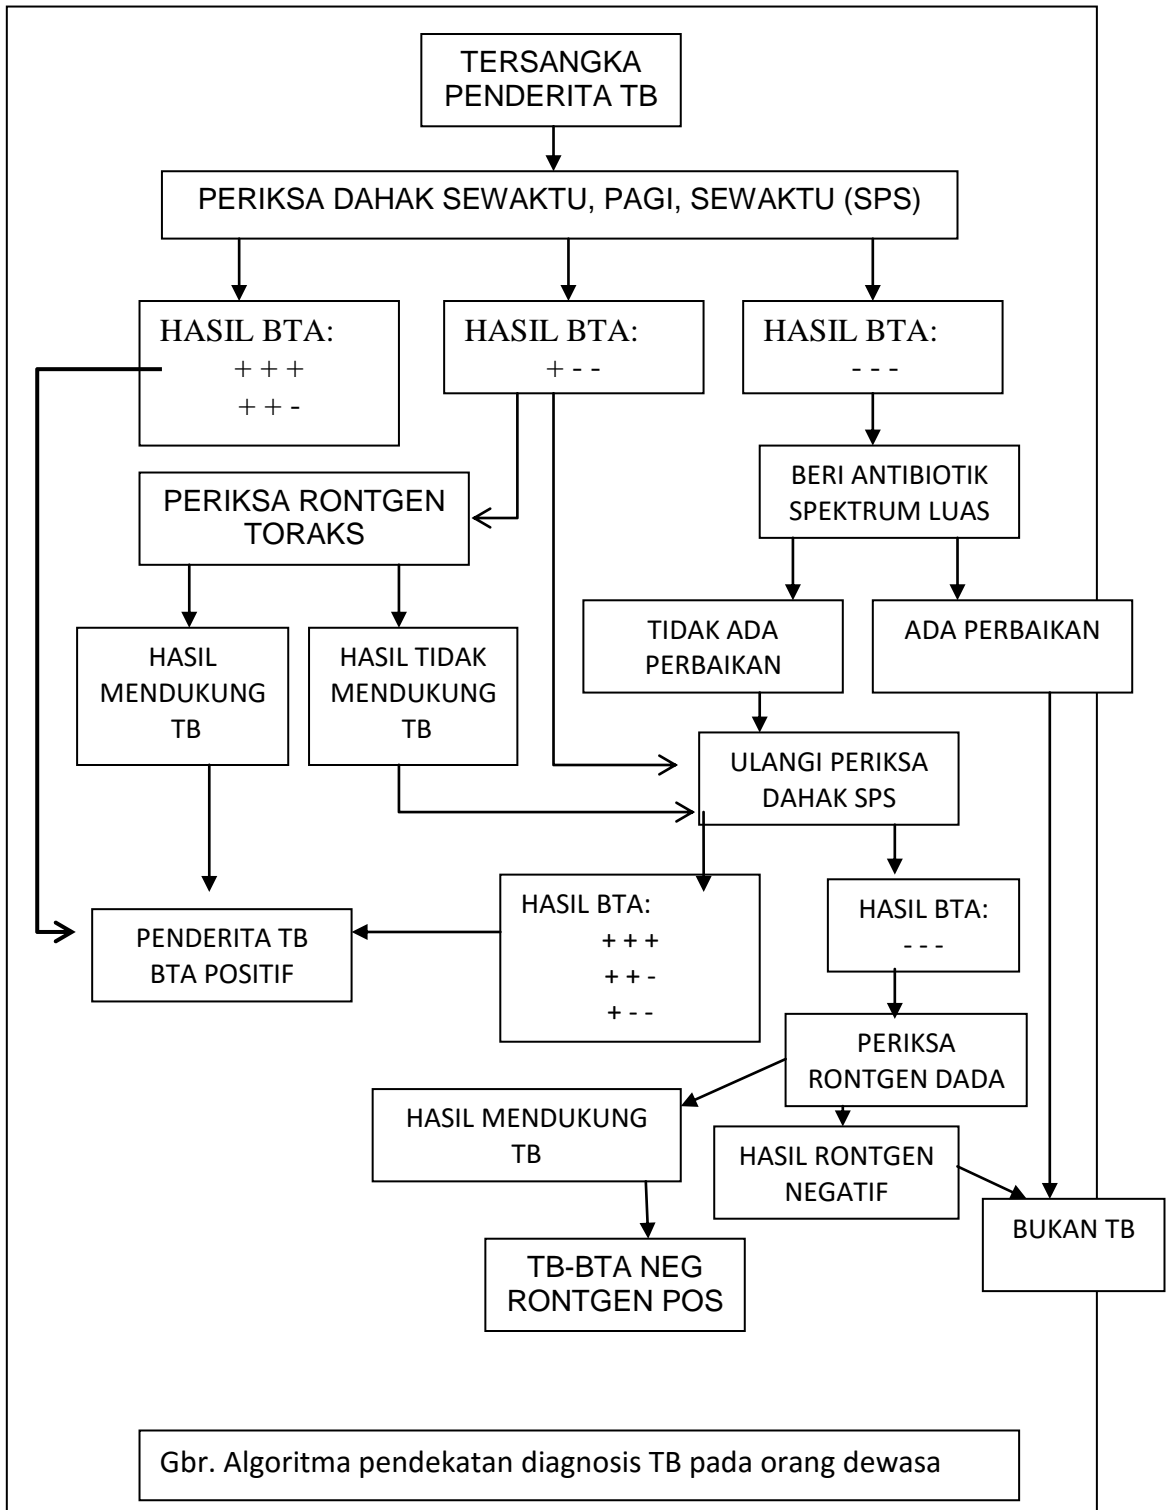 TERSANGKA
PENDERITA TB
PERIKSA DAHAK SEWAKTU, PAGI, SEWAKTU (SPS)
HASIL BTA:
+ + +
+ + -
HASIL BTA:
+ - -
HASIL BTA:
- - -
PERIKSA RONTGEN
TORAKS
BERI ANTIBIOTIK
SPEKTRUM LUAS
HASIL
MENDUKUNG
TB
HASIL TIDAK
MENDUKUNG
TB
TIDAK ADA
PERBAIKAN
ADA PERBAIKAN
ULANGI PERIKSA
DAHAK SPS
PENDERITA TB
BTA POSITIF
HASIL BTA:
+ + +
+ + -
+ - -
HASIL BTA:
- - -
PERIKSA
RONTGEN DADA
HASIL MENDUKUNG
TB
HASIL RONTGEN
NEGATIF
BUKAN TB
TB-BTA NEG
RONTGEN POS
Gbr. Algoritma pendekatan diagnosis TB pada orang dewasa